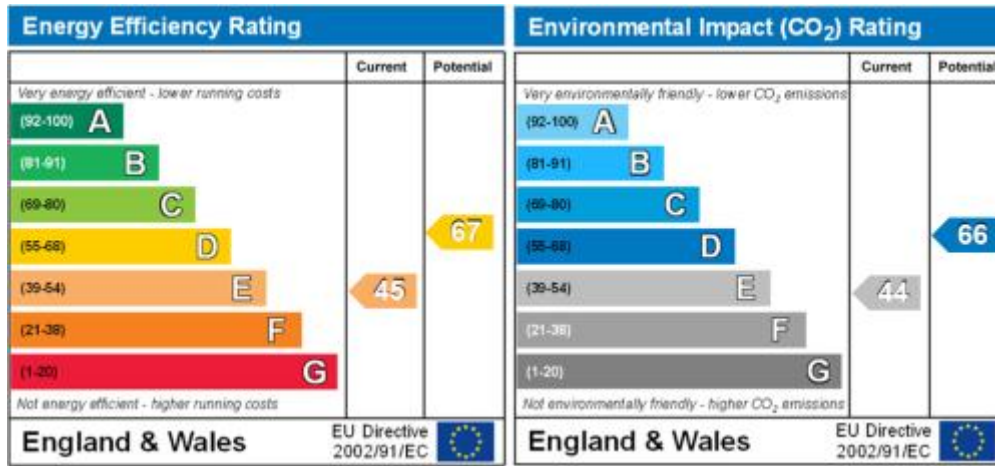 Energy Efficiency Rating
Current Potential
Very energy efficient - lower running costs
(92-100) A
(81-91) B
(69-80) C
(55-68) D
(39-54) E
(21-38) F
(1-20) G
67
45
Not energy efficient - higher running costs
England & Wales
EU Directive
2002/91/EC
Environmental Impact (CO2) Rating
Current Potential
Very environmentally friendly - lower CO2 emissions
(92-100) A
(81-91) B
(69-80) C
(55-68) D
(39-54) E
(21-38) F
(1-20) G
66
44
Not environmentally friendly - higher CO2 emissions
England & Wales
EU Directive
2002/91/EC